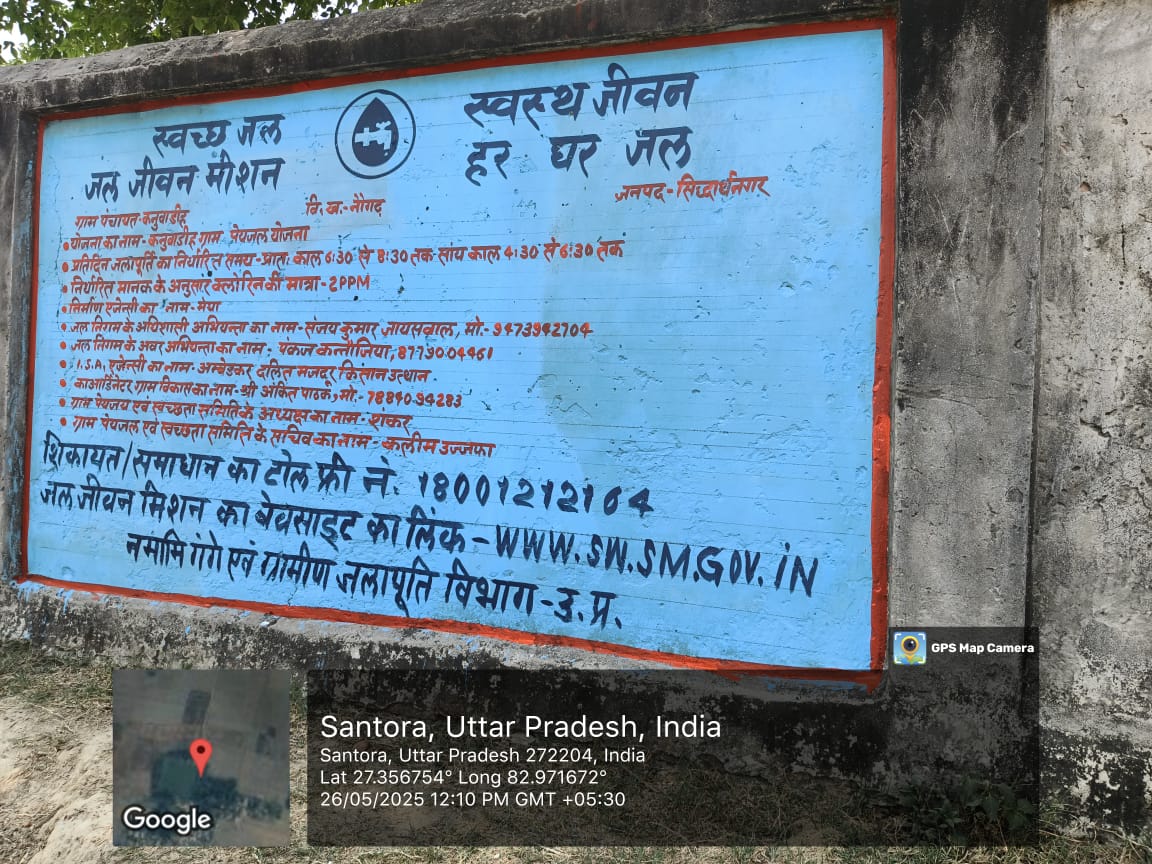 स्वच्छ जल
जल जीवन मीशन
स्वस्थ जीवन
हर घर जल
ग्राम पंचायत-कनुवाडीह
वि. ख.-नौगढ
जनपद-सिद्धार्थनगर
• योजना का नाम-कनुवाडीह ग्राम पेयजल योजना
• प्रतिदिन जलापूर्ति का निर्धारित समय-प्रातः काल 6:30 से 8:30 तक-सायं काल 4:30 से 6:30 तक
• निर्धारित मानक के अनुसार क्लोरिन की मात्रा-2PPM
• निर्माण एजेन्सी का नाम-मेघा
• जल निगम के अधिशासी अभियन्ता का नाम-संजय कुमार जायसवाल, मो:-9473942704
• जल निगम के अवर अभियन्ता का नाम-पंकज कन्नौजिया, 8773004461
• I.S.A. एजेन्सी का नाम-अम्बेडकर दलित मजदूर किसान उत्थान
• काआर्डिनेटर ग्राम विकास का नाम-श्री अंकित पाठक, मो:-7884094283
• ग्राम पेयजय एवं स्वच्छता समिति के अध्यक्ष का नाम-शंकर
• ग्राम पेयजल एवं स्वच्छता समिति के सचिव का नाम-कलीम उज्जफा
शिकायत/समाधान का टोल फ्री नं. 18001212164
जल जीवन मिशन का बेवसाइट का लिंक-WWW.SW.SM.GOV.iN
नमामि गंगे एवं ग्रामीण जलापूर्ति विभाग-उ.प्र.
GPS Map Camera
Santora, Uttar Pradesh, India
Santora, Uttar Pradesh 272204, India
Lat 27.356754° Long 82.971672°
26/05/2025 12:10 PM GMT +05:30
Google